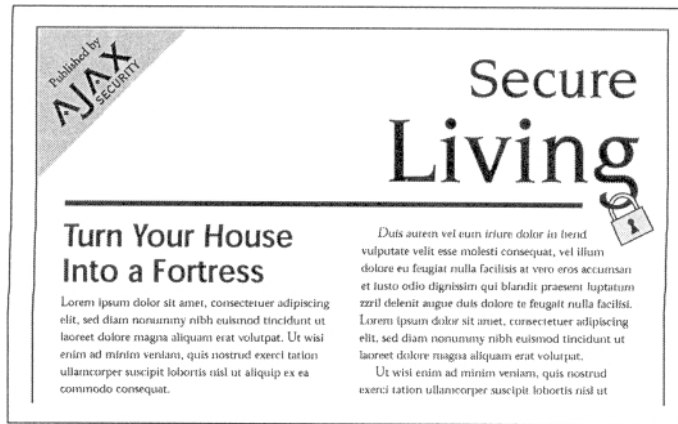 Published by
AJAX
SECURITY
Secure
Living
Turn Your House
Into a Fortress
Lorem ipsum dolor sit amet, consectetuer adipiscing
elit, sed diam nonummy nibh euismod tincidunt ut
laoreet dolore magna aliquam erat volutpat. Ut wisi
enim ad minim veniam, quis nostrud exerci tation
ullamcorper suscipit lobortis nisl ut aliquip ex ea
commodo consequat.
Duis autem vel eum iriure dolor in hend
vulputate velit esse molesti consequat, vel illum
dolore eu feugiat nulla facilisis at vero eros accumsan
et iusto odio dignissim qui blandit praesent luptatum
zzril delenit augue duis dolore te feugait nulla facilisi.
Lorem ipsum dolor sit amet, consectetuer adipiscing
elit, sed diam nonummy nibh euismod tincidunt ut
laoreet dolore magna aliquam erat volutpat.
Ut wisi enim ad minim veniam, quis nostrud
exerci tation ullamcorper suscipit lobortis nisl ut